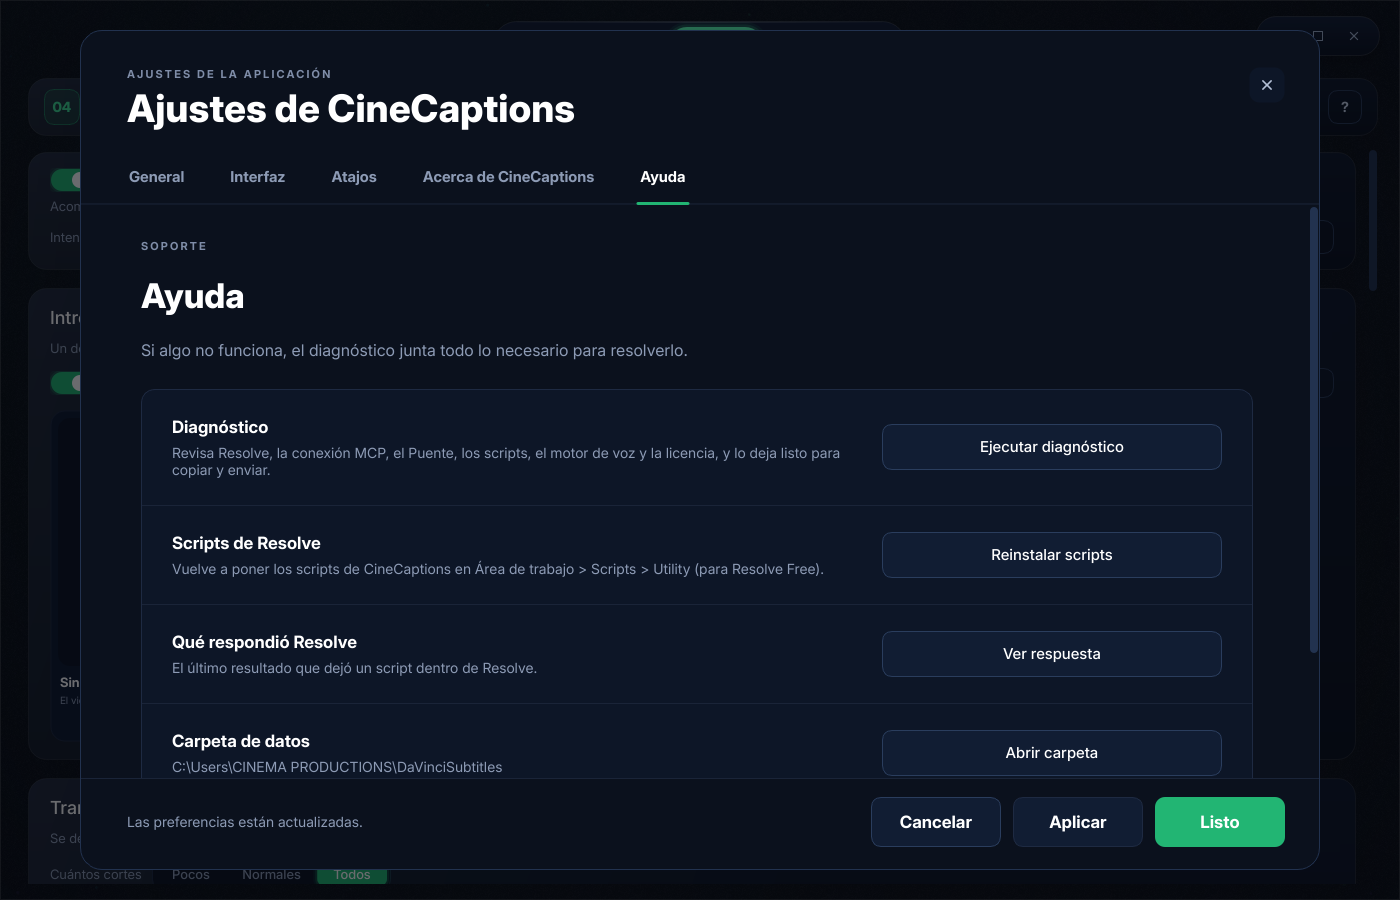 AJUSTES DE LA APLICACIÓN
Ajustes de CineCaptions
04
?
General
Interfaz
Atajos
Acerca de CineCaptions
Ayuda
SOPORTE
Ayuda
Si algo no funciona, el diagnóstico junta todo lo necesario para resolverlo.
Diagnóstico
Revisa Resolve, la conexión MCP, el Puente, los scripts, el motor de voz y la licencia, y lo deja listo para
copiar y enviar.
Ejecutar diagnóstico
Scripts de Resolve
Vuelve a poner los scripts de CineCaptions en Área de trabajo > Scripts > Utility (para Resolve Free).
Reinstalar scripts
Qué respondió Resolve
El último resultado que dejó un script dentro de Resolve.
Ver respuesta
Carpeta de datos
C:\Users\CINEMA PRODUCTIONS\DaVinciSubtitles
Abrir carpeta
Las preferencias están actualizadas.
Cancelar
Aplicar
Listo
Cuántos cortes
Pocos
Normales
Todos